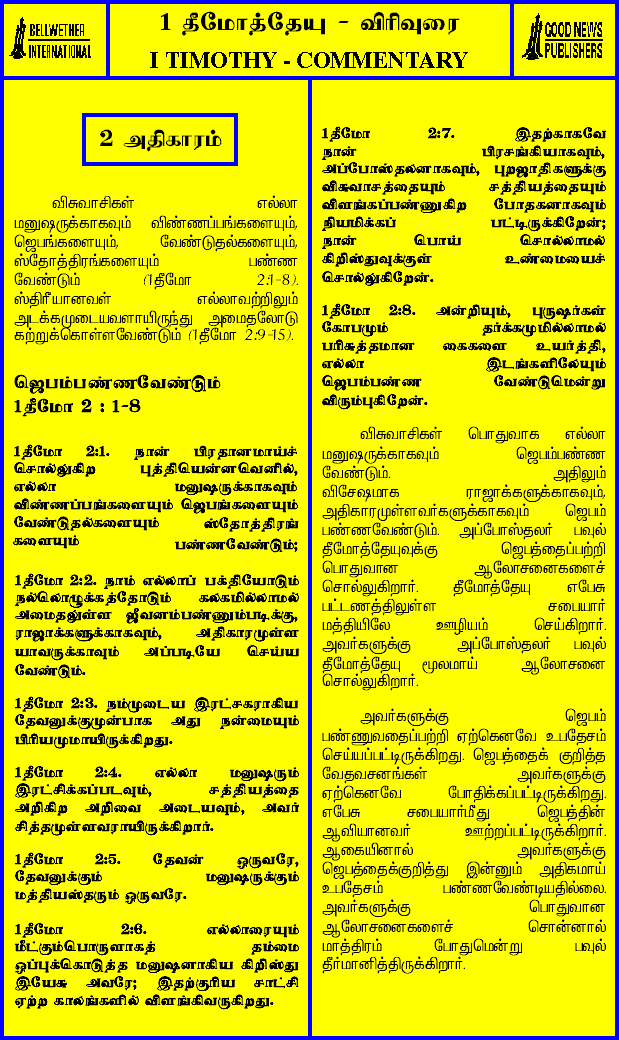 BELLWETHER
INTERNATIONAL
1 தீமோத்தேயு - விரிவுரை
I TIMOTHY - COMMENTARY
GOOD NEWS
PUBLISHERS
2 அதிகாரம்
விசுவாசிகள் எல்லா
மனுஷருக்காகவும் விண்ணப்பங்களையும்,
ஜெபங்களையும், வேண்டுதல்களையும்,
ஸ்தோத்திரங்களையும் பண்ண
வேண்டும் (1தீமோ 2:1-8).
ஸ்திரீயானவள் எல்லாவற்றிலும்
அடக்கமுடையவளாயிருந்து அமைதலோடு
கற்றுக்கொள்ளவேண்டும் (1தீமோ 2:9-15).
ஜெபம்பண்ணவேண்டும்
1தீமோ 2 : 1-8
1தீமோ 2:1. நான் பிரதானமாய்ச்
சொல்லுகிற புத்தியென்னவெனில்,
எல்லா மனுஷருக்காகவும்
விண்ணப்பங்களையும் ஜெபங்களையும்
வேண்டுதல்களையும் ஸ்தோத்திரங்
களையும் பண்ணவேண்டும்;
1தீமோ 2:2. நாம் எல்லாப் பக்தியோடும்
நல்லொழுக்கத்தோடும் கலகமில்லாமல்
அமைதலுள்ள ஜீவனம்பண்ணும்படிக்கு,
ராஜாக்களுக்காகவும், அதிகாரமுள்ள
யாவருக்காகவும் அப்படியே செய்ய
வேண்டும்.
1தீமோ 2:3. நம்முடைய இரட்சகராகிய
தேவனுக்குமுன்பாக அது நன்மையும்
பிரியமுமாயிருக்கிறது.
1தீமோ 2:4. எல்லா மனுஷரும்
இரட்சிக்கப்படவும், சத்தியத்தை
அறிகிற அறிவை அடையவும், அவர்
சித்தமுள்ளவராயிருக்கிறார்.
1தீமோ 2:5. தேவன் ஒருவரே,
தேவனுக்கும் மனுஷருக்கும்
மத்தியஸ்தரும் ஒருவரே.
1தீமோ 2:6. எல்லாரையும்
மீட்கும்பொருளாகத் தம்மை
ஒப்புக்கொடுத்த மனுஷனாகிய கிறிஸ்து
இயேசு அவரே; இதற்குரிய சாட்சி
ஏற்ற காலங்களில் விளங்கிவருகிறது.
1தீமோ 2:7. இதற்காகவே
நான் பிரசங்கியாகவும்,
அப்போஸ்தலனாகவும், புறஜாதிகளுக்கு
விசுவாசத்தையும் சத்தியத்தையும்
விளங்கப்பண்ணுகிற போதகனாகவும்
நியமிக்கப் பட்டிருக்கிறேன்;
நான் பொய் சொல்லாமல்
கிறிஸ்துவுக்குள் உண்மையைச்
சொல்லுகிறேன்.
1தீமோ 2:8. அன்றியும், புருஷர்கள்
கோபமும் தர்க்கமுமில்லாமல்
பரிசுத்தமான கைகளை உயர்த்தி,
எல்லா இடங்களிலேயும்
ஜெபம்பண்ண வேண்டுமென்று
விரும்புகிறேன்.
விசுவாசிகள் பொதுவாக எல்லா
மனுஷருக்காகவும் ஜெபம்பண்ண
வேண்டும். அதிலும்
விசேஷமாக ராஜாக்களுக்காகவும்,
அதிகாரமுள்ளவர்களுக்காகவும் ஜெபம்
பண்ணவேண்டும். அப்போஸ்தலர் பவுல்
தீமோத்தேயுவுக்கு ஜெபத்தைப்பற்றி
பொதுவான ஆலோசனைகளைச்
சொல்லுகிறார். தீமோத்தேயு எபேசு
பட்டணத்திலுள்ள சபையார்
மத்தியிலே ஊழியம் செய்கிறார்.
அவர்களுக்கு அப்போஸ்தலர் பவுல்
தீமோத்தேயு மூலமாய் ஆலோசனை
சொல்லுகிறார்.
அவர்களுக்கு ஜெபம்
பண்ணுவதைப்பற்றி ஏற்கெனவே உபதேசம்
செய்யப்பட்டிருக்கிறது. ஜெபத்தைக் குறித்த
வேதவசனங்கள் அவர்களுக்கு
ஏற்கெனவே போதிக்கப்பட்டிருக்கிறது.
எபேசு சபையார்மீது ஜெபத்தின்
ஆவியானவர் ஊற்றப்பட்டிருக்கிறார்.
ஆகையினால் அவர்களுக்கு
ஜெபத்தைக்குறித்து இன்னும் அதிகமாய்
உபதேசம் பண்ணவேண்டியதில்லை.
அவர்களுக்கு பொதுவான
ஆலோசனைகளைச் சொன்னால்
மாத்திரம் போதுமென்று பவுல்
தீர்மானித்திருக்கிறார்.